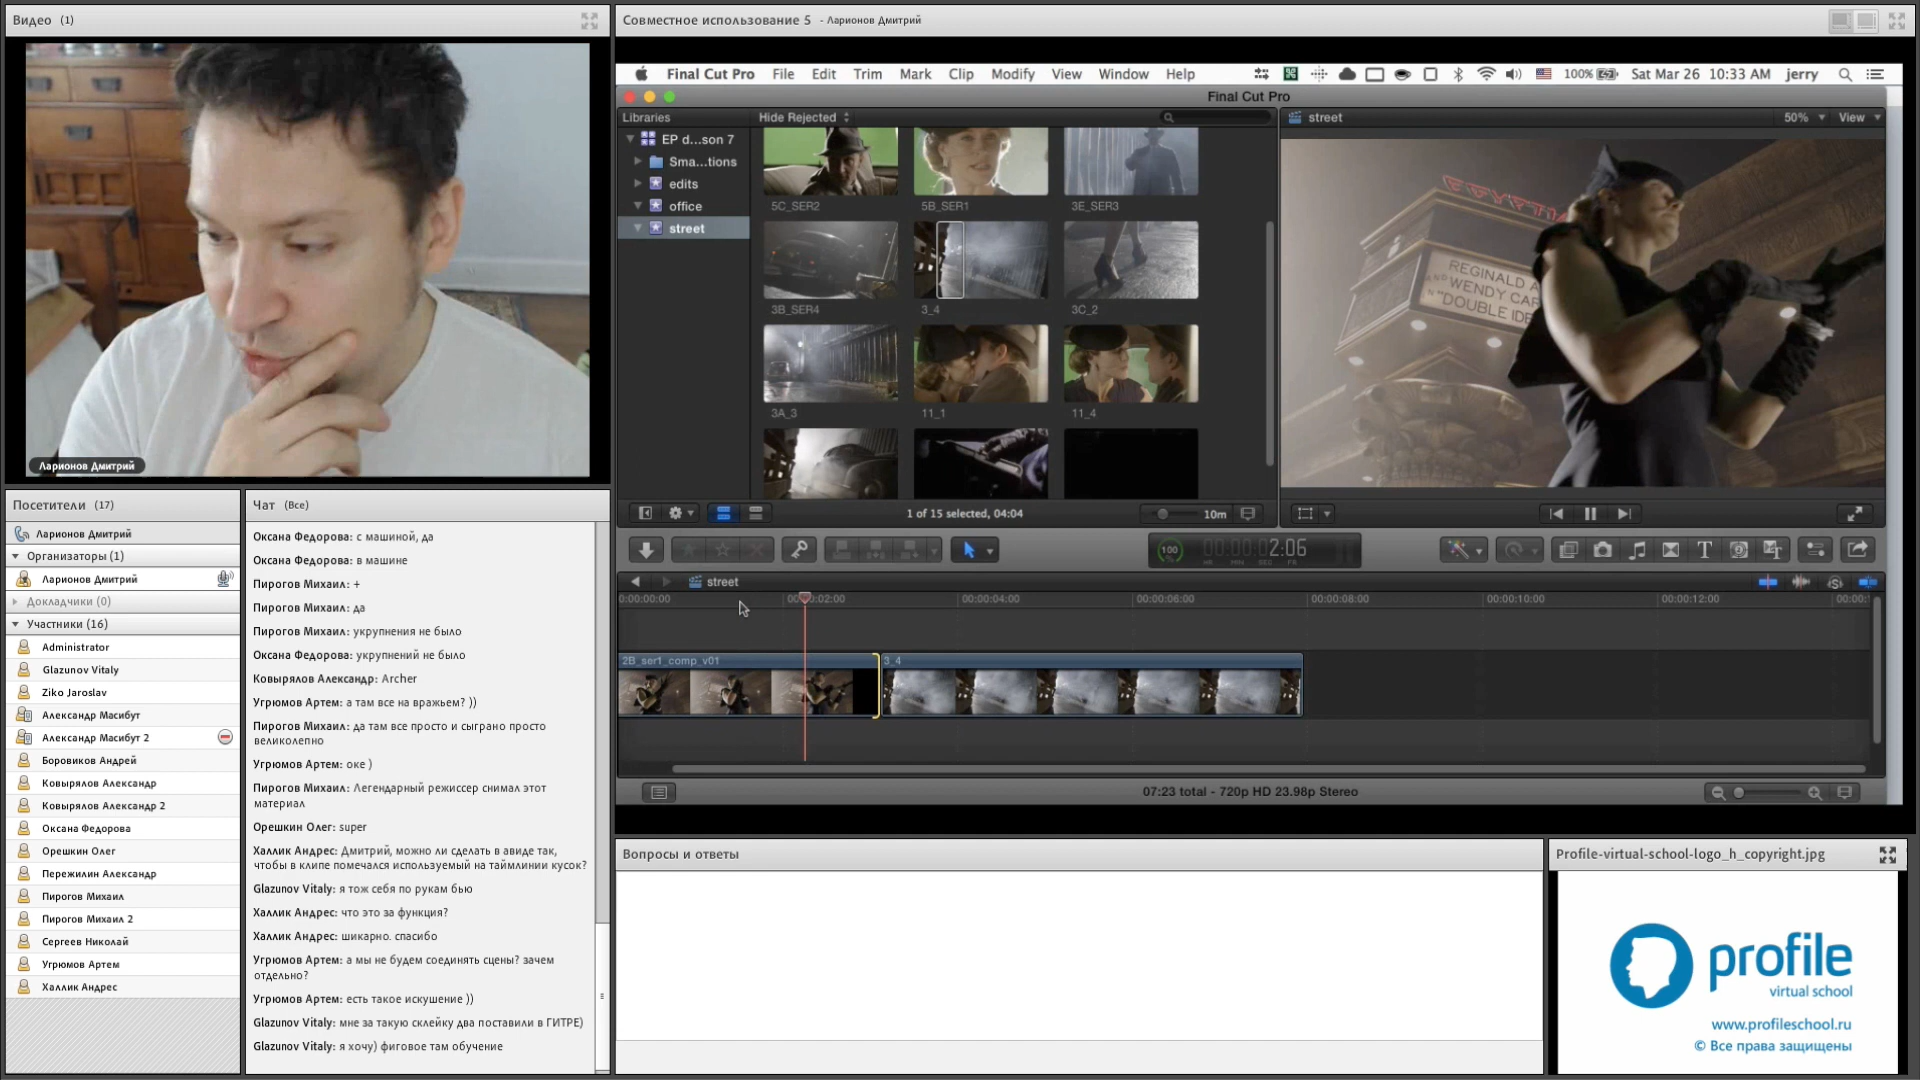 Видео (1)
Ларионов Дмитрий
Посетители (17)
Ларионов Дмитрий
Организаторы (1)
Ларионов Дмитрий
Докладчики (0)
Участники (16)
Administrator
Glazunov Vitaly
Ziko Jaroslav
Александр Масибут
Александр Масибут 2
Боровиков Андрей
Ковырялов Александр
Ковырялов Александр 2
Оксана Федорова
Орешкин Олег
Пережилин Александр
Пирогов Михаил
Пирогов Михаил 2
Сергеев Николай
Угрюмов Артем
Халлик Андрес
Чат (Все)
Оксана Федорова: с машиной, да
Оксана Федорова: в машине
Пирогов Михаил: +
Пирогов Михаил: да
Пирогов Михаил: укрупнения не было
Оксана Федорова: укрупнений не было
Ковырялов Александр: Archer
Угрюмов Артем: а там все на вражьем? ))
Пирогов Михаил: да там все просто и сыграно просто
великолепно
Угрюмов Артем: оке )
Пирогов Михаил: Легендарный режиссер снимал этот
материал
Орешкин Олег: super
Халлик Андрес: Дмитрий, можно ли сделать в авиде так,
чтобы в клипе помечался используемый на таймлинии кусок?
Glazunov Vitaly: я тож себя по рукам бью
Халлик Андрес: что это за функция?
Халлик Андрес: шикарно. спасибо
Угрюмов Артем: а мы не будем соединять сцены? зачем
отдельно?
Угрюмов Артем: есть такое искушение ))
Glazunov Vitaly: мне за такую склейку два поставили в ГИТРЕ)
Glazunov Vitaly: я хочу) фиговое там обучение
Совместное использование 5 - Ларионов Дмитрий
Final Cut Pro File Edit Trim Mark Clip Modify View Window Help 100% Sat Mar 26 10:33 AM jerry
Final Cut Pro
Libraries Hide Rejected
EP d...son 7
Sma...tions
edits
office
street
5C_SER2 5B_SER1 3E_SER3
3B_SER4 3_4 3C_2
3A_3 11_1 11_4
1 of 15 selected, 04:04 10m
street 50% View
REGINALD
WENDY
"DOUBLE
100 00:00:02:06
HR MIN SEC FR
street
0:00:00:00 00:00:02:00 00:00:04:00 00:00:06:00 00:00:08:00 00:00:10:00 00:00:12:00
2B_ser1_comp_v01 3_4
07:23 total - 720p HD 23.98p Stereo
Вопросы и ответы
Profile-virtual-school-logo_h_copyright.jpg
profile
virtual school
www.profileschool.ru
© Все права защищены